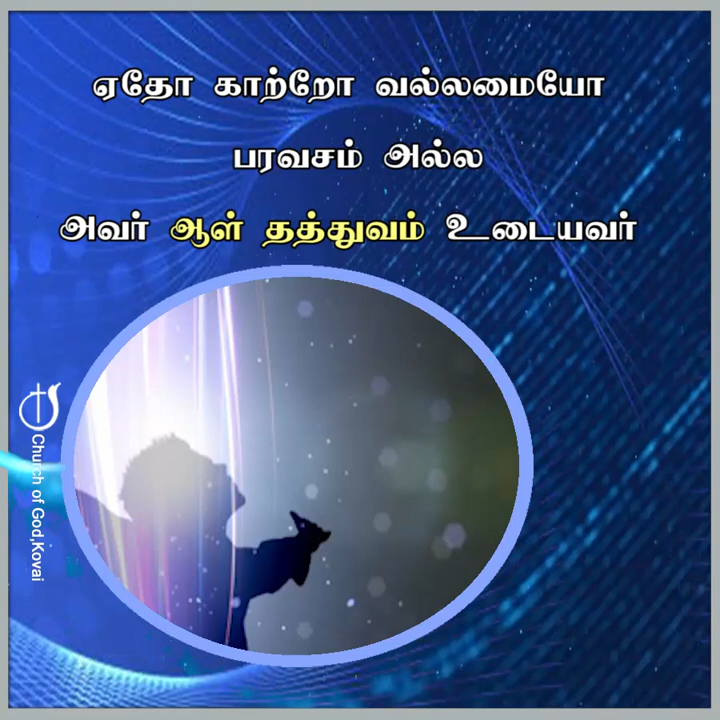 ஏதோ காற்றோ வல்லமையோ
பரவசம் அல்ல
அவர் ஆள் தத்துவம் உடையவர்
Church of God,Kovai